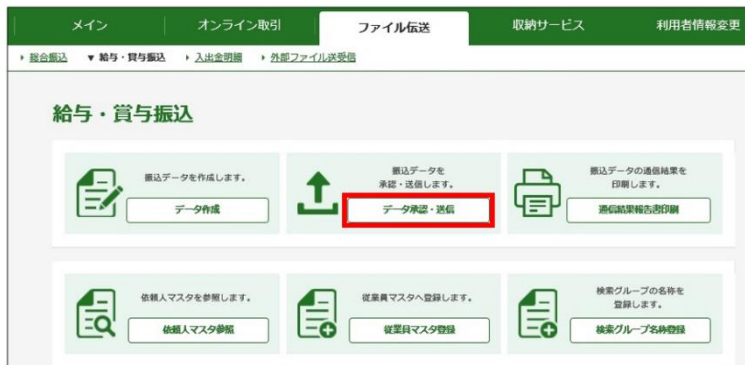 メイン オンライン取引 ファイル伝送 収納サービス 利用者情報変更
総合振込 ▼ 給与・賞与振込 入出金明細 外部ファイル送受信
給与・賞与振込
振込データを作成します。
データ作成
振込データを
承認・送信します。
データ承認・送信
振込データの通信結果を
印刷します。
通信結果報告書印刷
依頼人マスタを参照します。
依頼人マスタ参照
従業員マスタへ登録します。
従業員マスタ登録
検索グループの名称を
登録します。
検索グループ名称登録